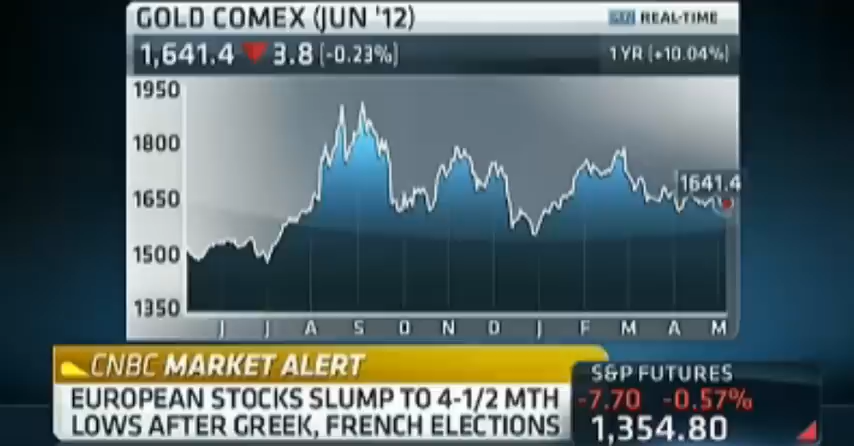 GOLD COMEX (JUN '12)
REAL-TIME
1,641.4 ▼ 3.8 (-0.23%)
1YR (+10.04%)
1950
1800
1650
1500
1350
1641.4
J J A S O N D J F M A M
CNBC MARKET ALERT
EUROPEAN STOCKS SLUMP TO 4-1/2 MTH
LOWS AFTER GREEK, FRENCH ELECTIONS
S&P FUTURES
-7.70 -0.57%
1,354.80